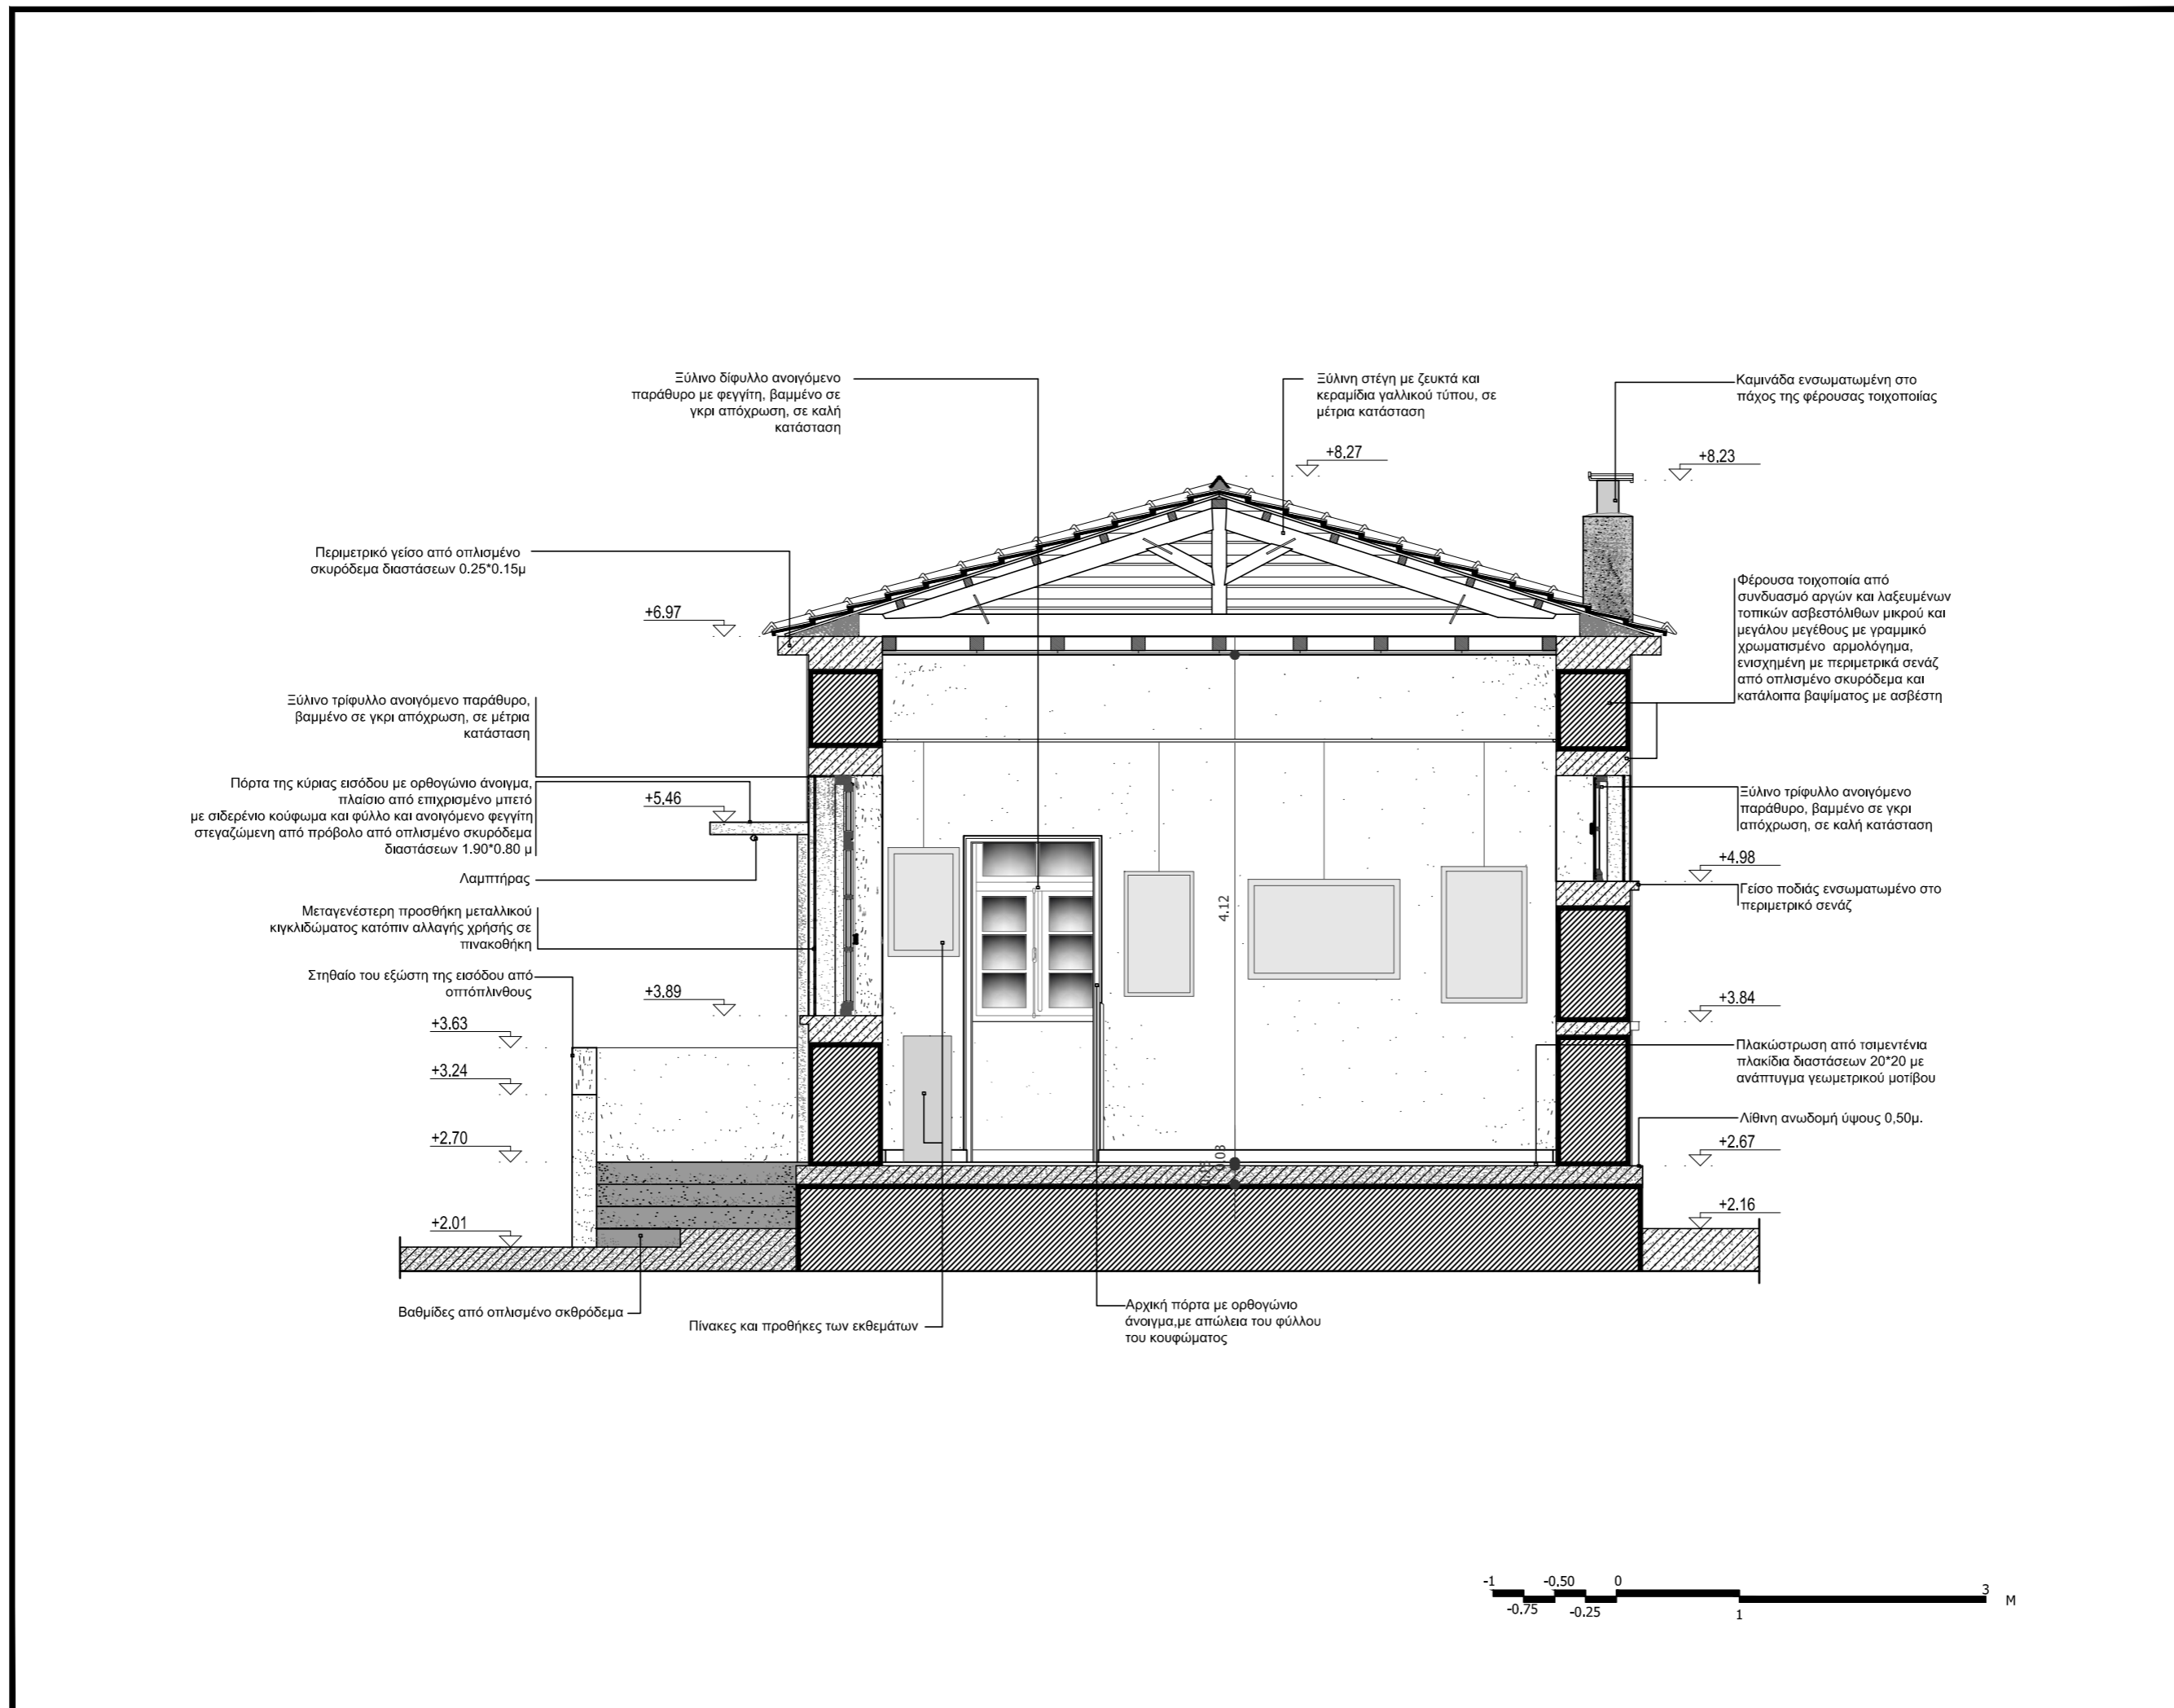 Ξύλινο δίφυλλο ανοιγόμενο
παράθυρο με φεγγίτη, βαμμένο σε
γκρι απόχρωση, σε καλή
κατάσταση
Ξύλινη στέγη με ζευκτά και
κεραμίδια γαλλικού τύπου, σε
μέτρια κατάσταση
Καμινάδα ενσωματωμένη στο
πάχος της φέρουσας τοιχοποιίας
+8,27
+8,23
Περιμετρικό γείσο από οπλισμένο
σκυρόδεμα διαστάσεων 0.25*0.15μ
+6.97
Φέρουσα τοιχοποιία από
συνδυασμό αργών και λαξευμένων
τοπικών ασβεστόλιθων μικρού και
μεγάλου μεγέθους με γραμμικό
χρωματισμένο αρμολόγημα,
ενισχημένη με περιμετρικά σενάζ
από οπλισμένο σκυρόδεμα και
κατάλοιπα βαψίματος με ασβέστη
Ξύλινο τρίφυλλο ανοιγόμενο παράθυρο,
βαμμένο σε γκρι απόχρωση, σε μέτρια
κατάσταση
Πόρτα της κύριας εισόδου με ορθογώνιο άνοιγμα,
πλαίσιο από επιχρισμένο μπετό
με σιδερένιο κούφωμα και φύλλο και ανοιγόμενο φεγγίτη
στεγαζώμενη από πρόβολο από οπλισμένο σκυρόδεμα
διαστάσεων 1.90*0.80 μ
+5,46
Ξύλινο τρίφυλλο ανοιγόμενο
παράθυρο, βαμμένο σε γκρι
απόχρωση, σε καλή κατάσταση
Λαμπτήρας
+4,98
Γείσο ποδιάς ενσωματωμένο στο
περιμετρικό σενάζ
Μεταγενέστερη προσθήκη μεταλλικού
κιγκλιδώματος κατόπιν αλλαγής χρήσής σε
πινακοθήκη
4.12
Στηθαίο του εξώστη της εισόδου από
οπτόπλινθους
+3,89
+3.84
+3.63
+3.24
Πλακώστρωση από τσιμεντένια
πλακίδια διαστάσεων 20*20 με
ανάπτυγμα γεωμετρικού μοτίβου
Λίθινη ανωδομή ύψους 0,50μ.
+2.70
+2.67
0.03
+2.01
+2.16
Βαθμίδες από οπλισμένο σκθρόδεμα
Πίνακες και προθήκες των εκθεμάτων
Αρχική πόρτα με ορθογώνιο
άνοιγμα,με απώλεια του φύλλου
του κουφώματος
-1 -0.50 0 3
-0.75 -0.25 1
M